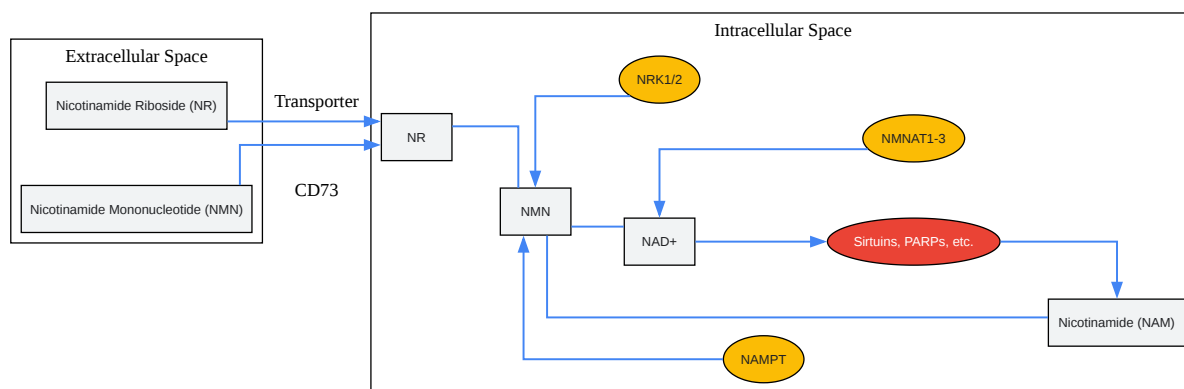 Intracellular Space
Extracellular Space
NRK1/2
Nicotinamide Riboside (NR)
Transporter
NR
NMNAT1-3
CD73
Nicotinamide Mononucleotide (NMN)
NMN
NAD+
Sirtuins, PARPs, etc.
Nicotinamide (NAM)
NAMPT